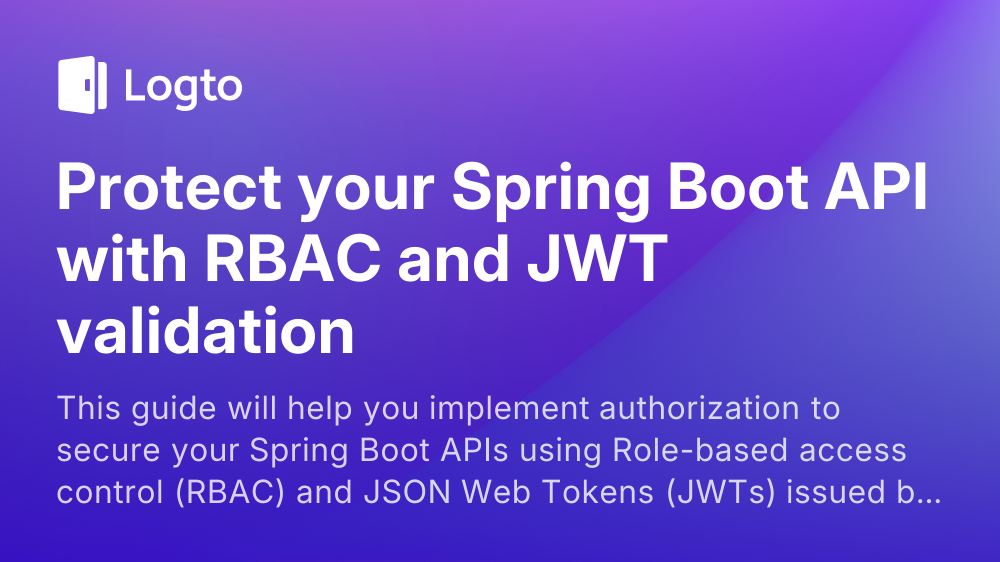 Logto
Protect your Spring Boot API
with RBAC and JWT
validation
This guide will help you implement authorization to
secure your Spring Boot APIs using Role-based access
control (RBAC) and JSON Web Tokens (JWTs) issued b...